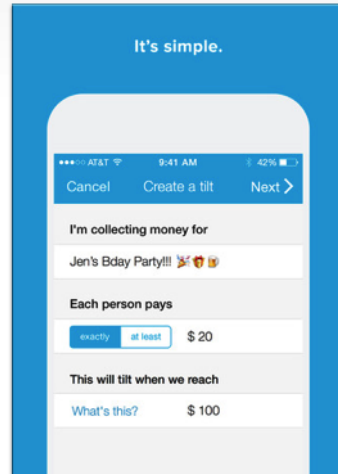 It's simple.
AT&T 9:41 AM 42%
Cancel Create a tilt Next
I'm collecting money for
Jen's Bday Party!!! 🎉🎁🍺
Each person pays
exactly at least $ 20
This will tilt when we reach
What's this? $ 100